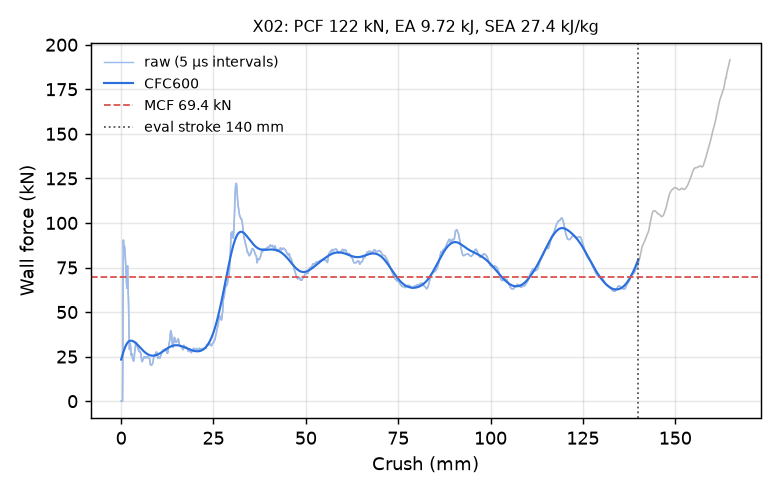 X02: PCF 122 kN, EA 9.72 kJ, SEA 27.4 kJ/kg
raw (5 µs intervals)
CFC600
MCF 69.4 kN
eval stroke 140 mm
Wall force (kN)
200
175
150
125
100
75
50
25
0
0 25 50 75 100 125 150
Crush (mm)